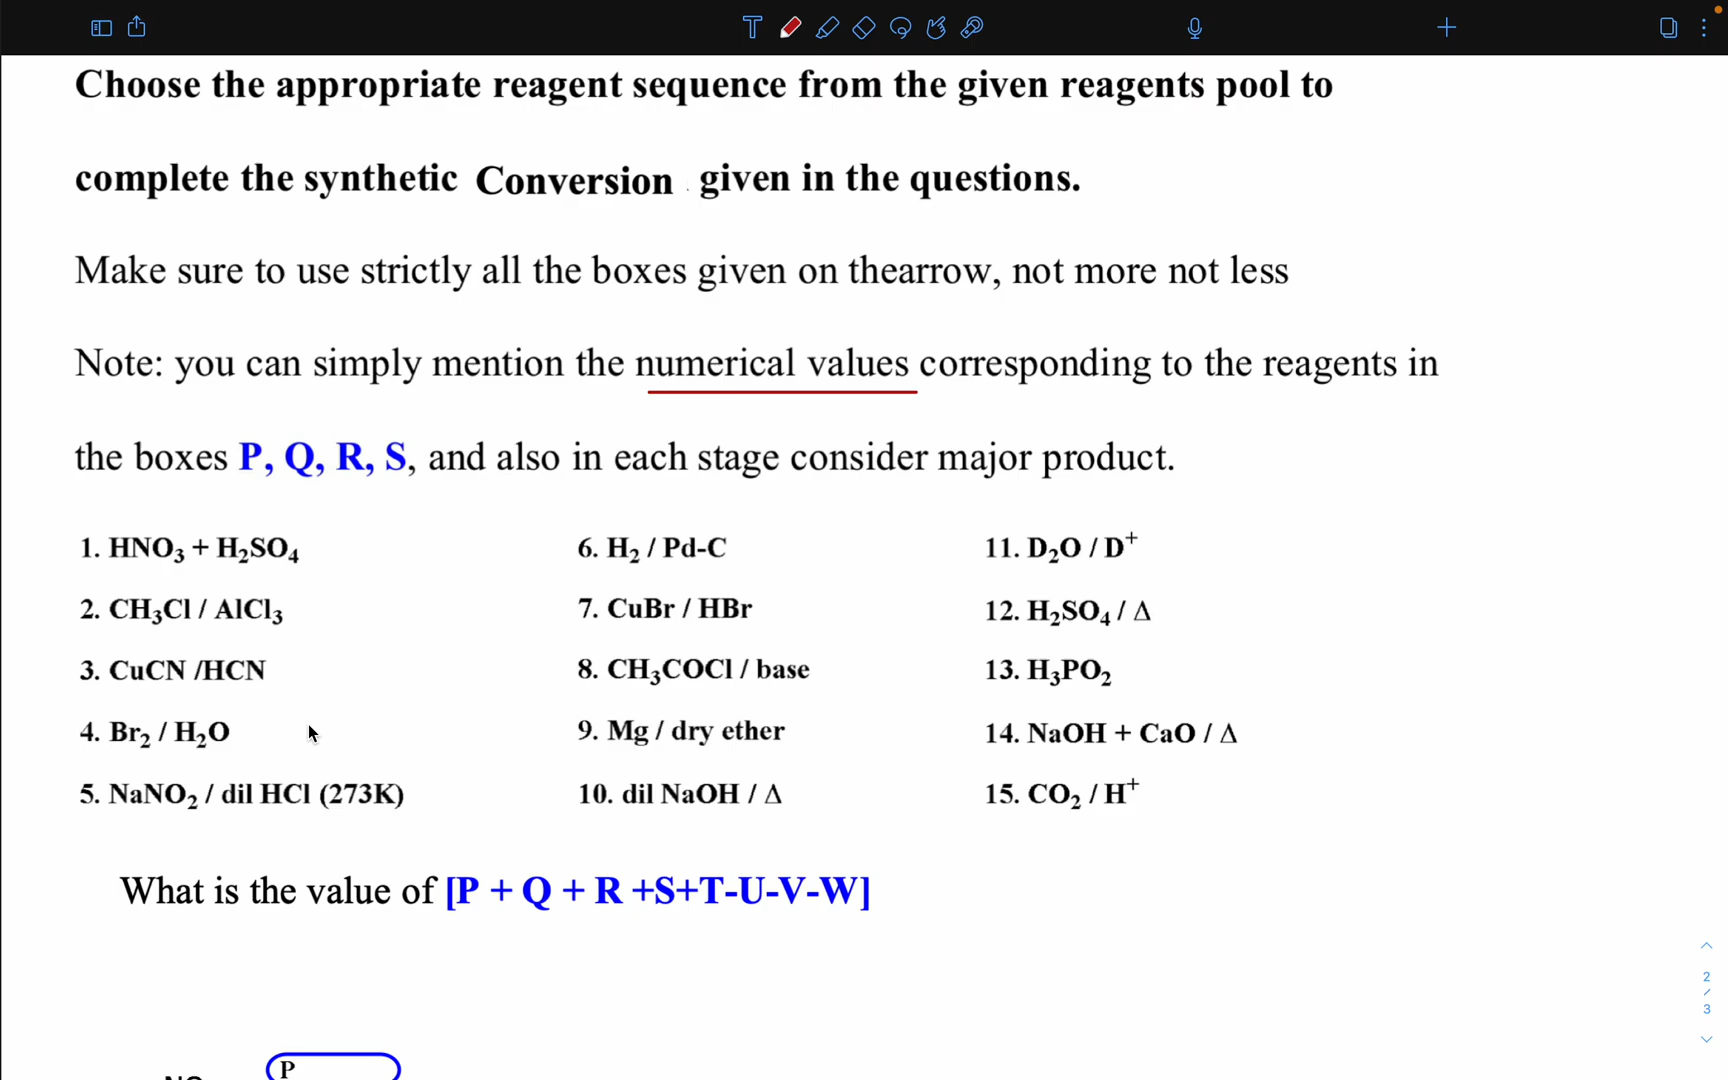 Choose the appropriate reagent sequence from the given reagents pool to
complete the synthetic Conversion given in the questions.
Make sure to use strictly all the boxes given on thearrow, not more not less
Note: you can simply mention the numerical values corresponding to the reagents in
the boxes P, Q, R, S, and also in each stage consider major product.
1. HNO₃ + H₂SO₄
2. CH₃Cl / AlCl₃
3. CuCN /HCN
4. Br₂ / H₂O
5. NaNO₂ / dil HCl (273K)
6. H₂ / Pd-C
7. CuBr / HBr
8. CH₃COCl / base
9. Mg / dry ether
10. dil NaOH / Δ
11. D₂O / D⁺
12. H₂SO₄ / Δ
13. H₃PO₂
14. NaOH + CaO / Δ
15. CO₂ / H⁺
What is the value of [P + Q + R +S+T-U-V-W]
P
2
/
3